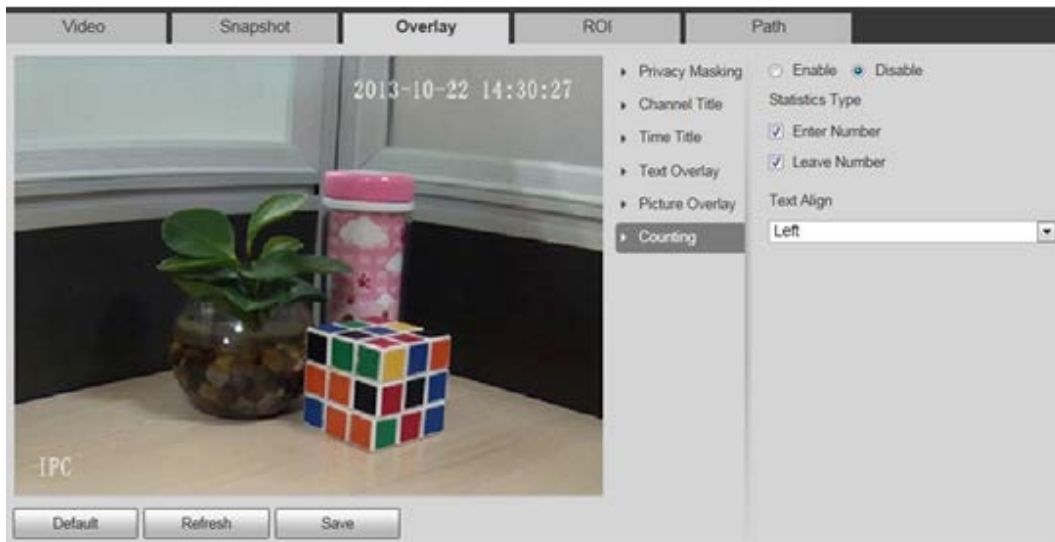 Video Snapshot Overlay ROI Path
2013-10-22 14:30:27
IPC
Privacy Masking
Channel Title
Time Title
Text Overlay
Picture Overlay
Counting
Enable Disable
Statistics Type
Enter Number
Leave Number
Text Align
Left
Default Refresh Save